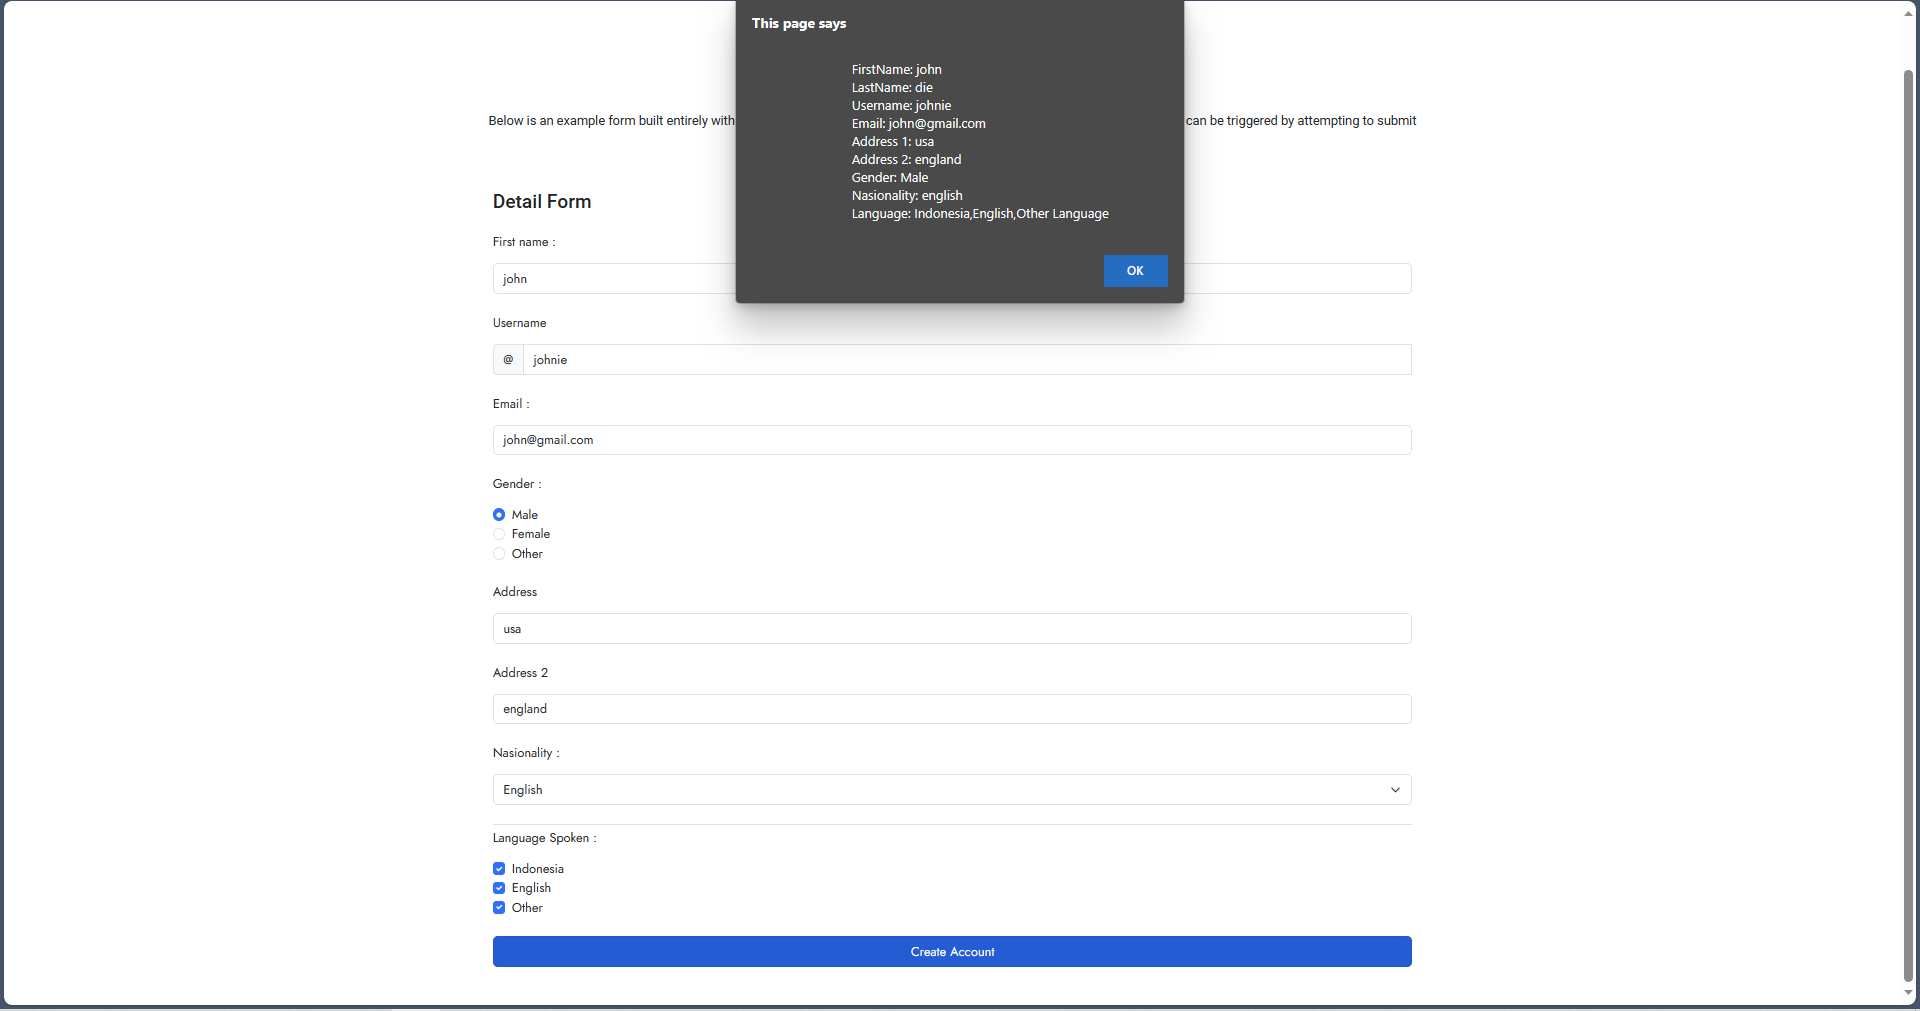 This page says
FirstName: john
LastName: die
Username: johnie
Email: john@gmail.com
Address 1: usa
Address 2: england
Gender: Male
Nasionality: english
Language: Indonesia,English,Other Language
OK
Below is an example form built entirely with
can be triggered by attempting to submit
Detail Form
First name :
john
Username
@ johnie
Email :
john@gmail.com
Gender :
Male
Female
Other
Address
usa
Address 2
england
Nasionality :
English
Language Spoken :
Indonesia
English
Other
Create Account